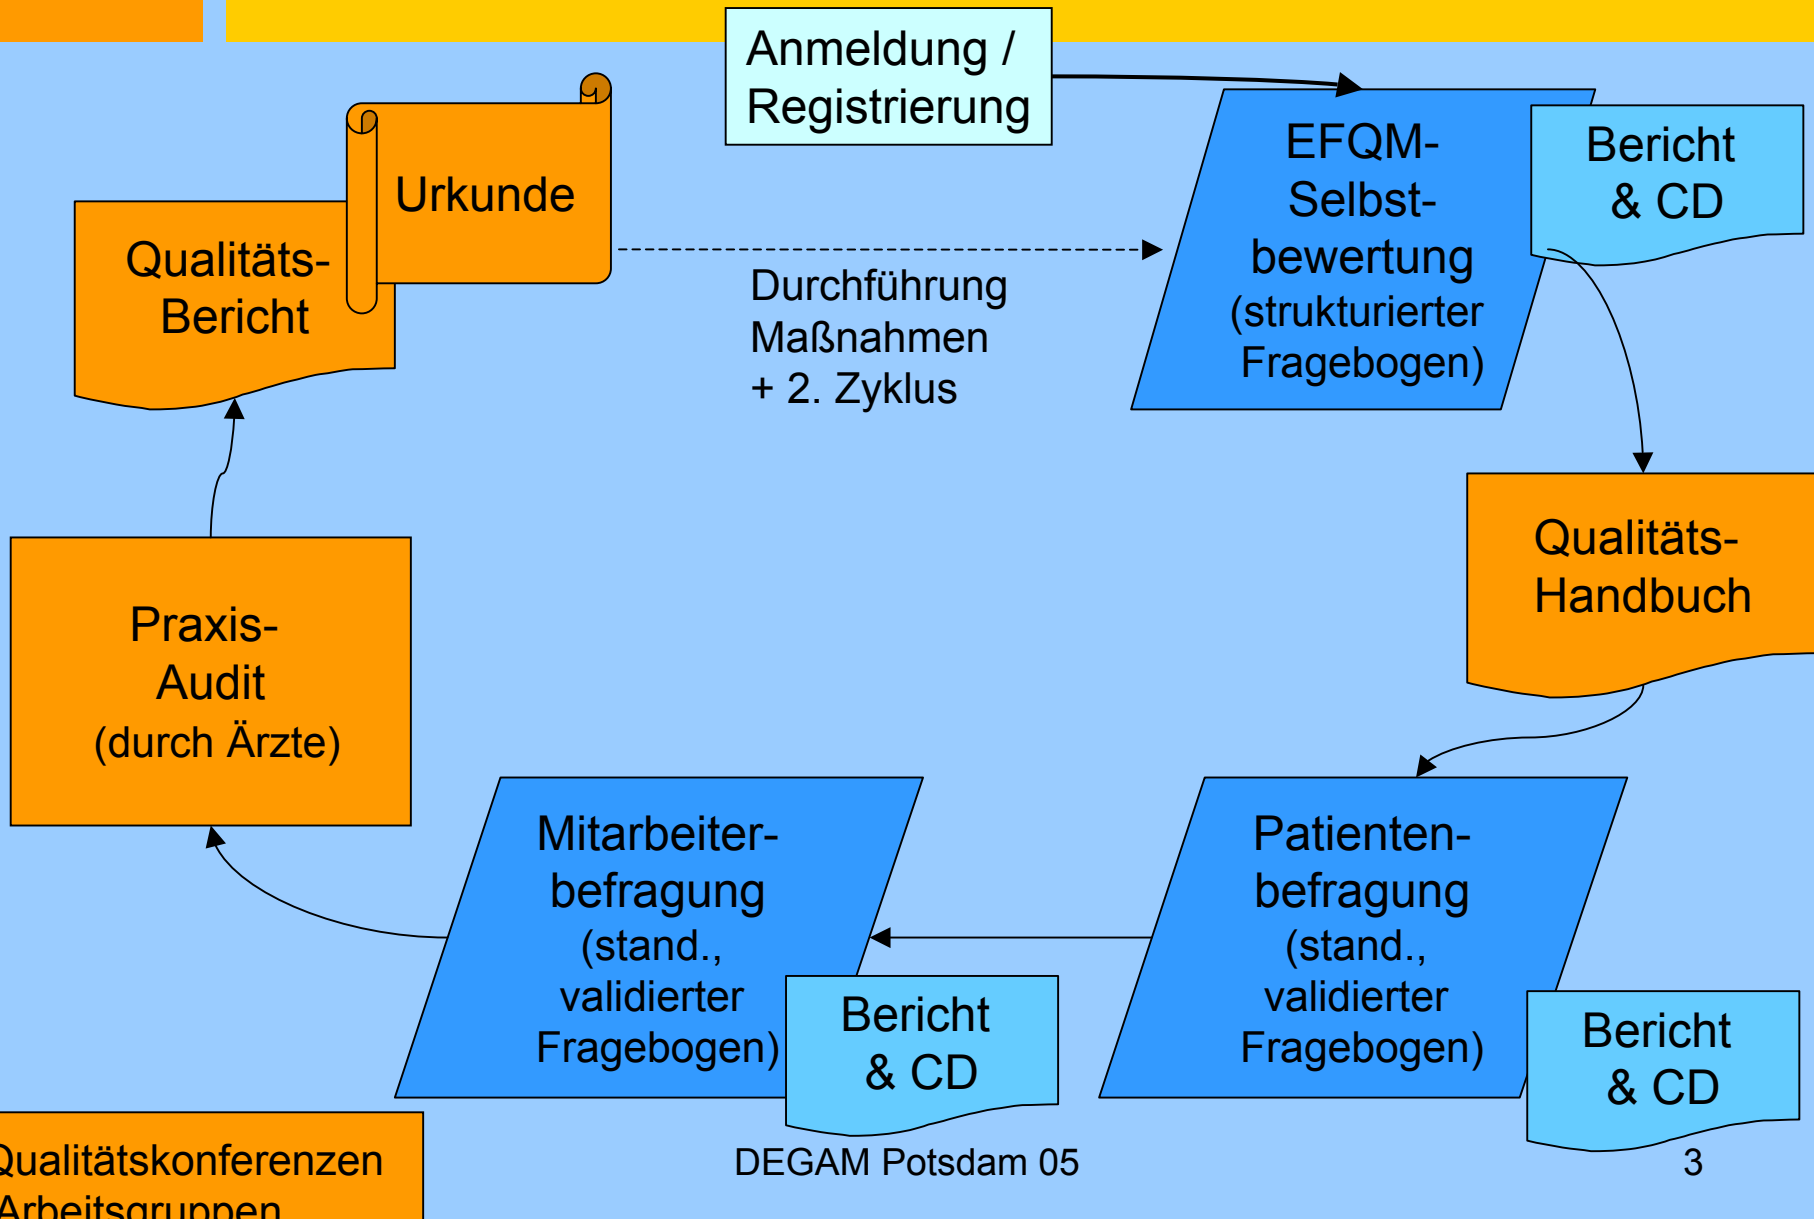 Anmeldung /
Registrierung
EFQM-
Selbst-
bewertung
(strukturierter
Fragebogen)
Bericht
& CD
Urkunde
Qualitäts-
Bericht
Durchführung
Maßnahmen
+ 2. Zyklus
Qualitäts-
Handbuch
Praxis-
Audit
(durch Ärzte)
Mitarbeiter-
befragung
(stand.,
validierter
Fragebogen)
Bericht
& CD
Patienten-
befragung
(stand.,
validierter
Fragebogen)
Bericht
& CD
Qualitätskonferenzen
Arbeitsgruppen
DEGAM Potsdam 05
3